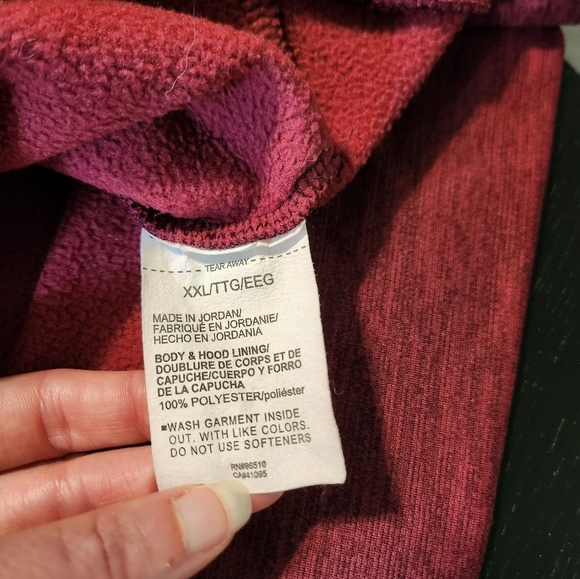 TEAR AWAY
XXL/TTG/EEG
MADE IN JORDAN/
FABRIQUÉ EN JORDANIE/
HECHO EN JORDANIA
BODY & HOOD LINING/
DOUBLURE DE CORPS ET DE
CAPUCHE/CUERPO Y FORRO
DE LA CAPUCHA
100% POLYESTER/poliéster
▪WASH GARMENT INSIDE
OUT. WITH LIKE COLORS.
DO NOT USE SOFTENERS
RN#96510
CA#41095